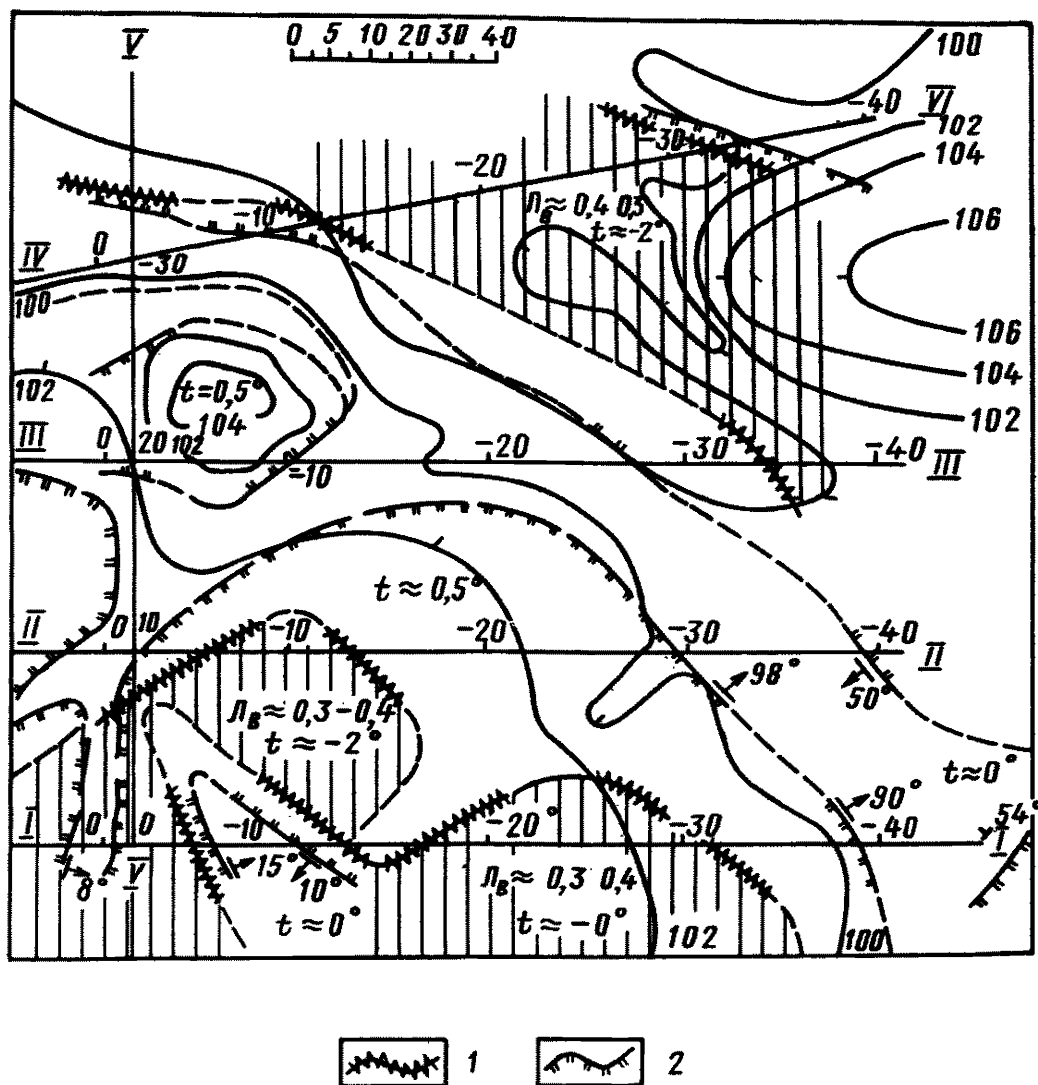 V
0 5 10 20 30 40
100
-40 VI
102
-30
104
-20
Лв ≈ 0,4 0,3
t≈-2°
-10
106
0
IV
-30
100
106
102
t=0,5°
104
104
102
III 0 20 102 -20 -30 -40 III
-10
t ≈ 0,5°
II 0 10 -10 -20 -30 -40 II
98°
50°
Лв ≈ 0,3-0,4
t ≈ -2°
t≈0°
90°
54°
I 0 0 -10 -20° -30 -40 I
15°
8° V 10°
Лв ≈ 0,3 0,4
t ≈ 0°
t ≈ -0°
102
100
1 2